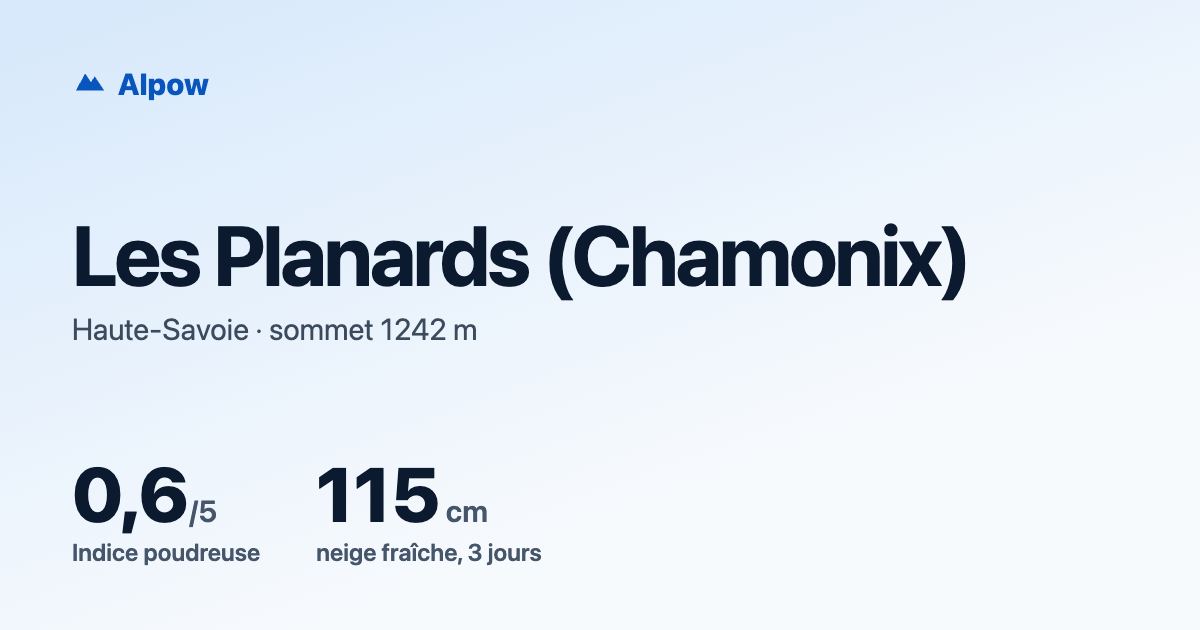 Alpow
Les Planards (Chamonix)
Haute-Savoie · sommet 1242 m
0,6/5 115 cm
Indice poudreuse neige fraîche, 3 jours